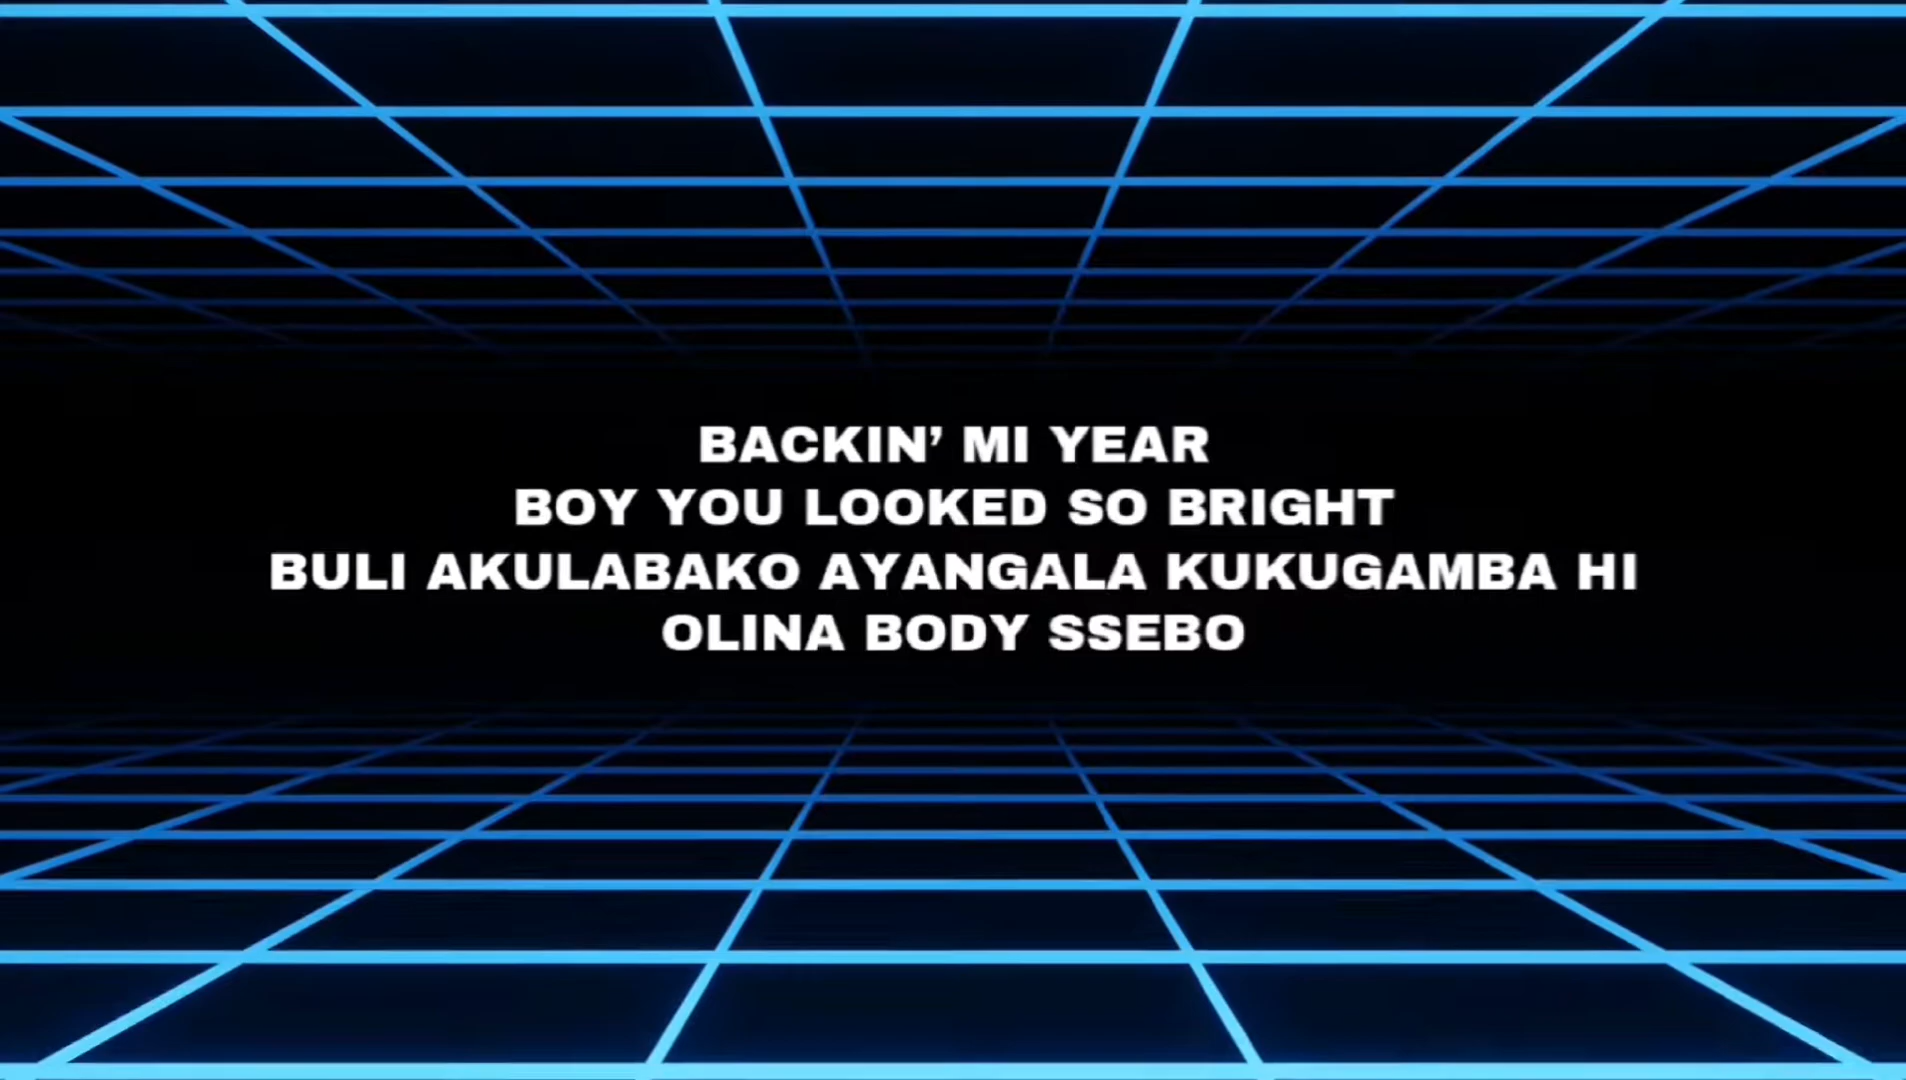 BACKIN’ MI YEAR
BOY YOU LOOKED SO BRIGHT
BULI AKULABAKO AYANGALA KUKUGAMBA HI
OLINA BODY SSEBO